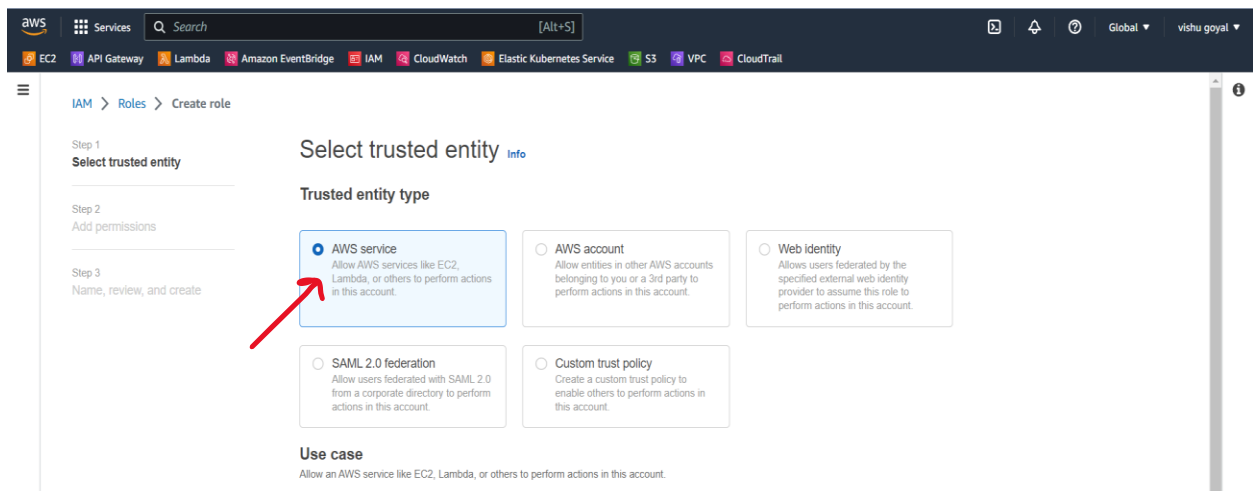 aws
Services
Search
[Alt+S]
Global ▼
vishu goyal ▼
EC2
API Gateway
Lambda
Amazon EventBridge
IAM
CloudWatch
Elastic Kubernetes Service
S3
VPC
CloudTrail
IAM > Roles > Create role
Step 1
Select trusted entity
Step 2
Add permissions
Step 3
Name, review, and create
Select trusted entity Info
Trusted entity type
AWS service
Allow AWS services like EC2,
Lambda, or others to perform actions
in this account.
AWS account
Allow entities in other AWS accounts
belonging to you or a 3rd party to
perform actions in this account.
Web identity
Allows users federated by the
specified external web identity
provider to assume this role to
perform actions in this account.
SAML 2.0 federation
Allow users federated with SAML 2.0
from a corporate directory to perform
actions in this account.
Custom trust policy
Create a custom trust policy to
enable others to perform actions in
this account.
Use case
Allow an AWS service like EC2, Lambda, or others to perform actions in this account.